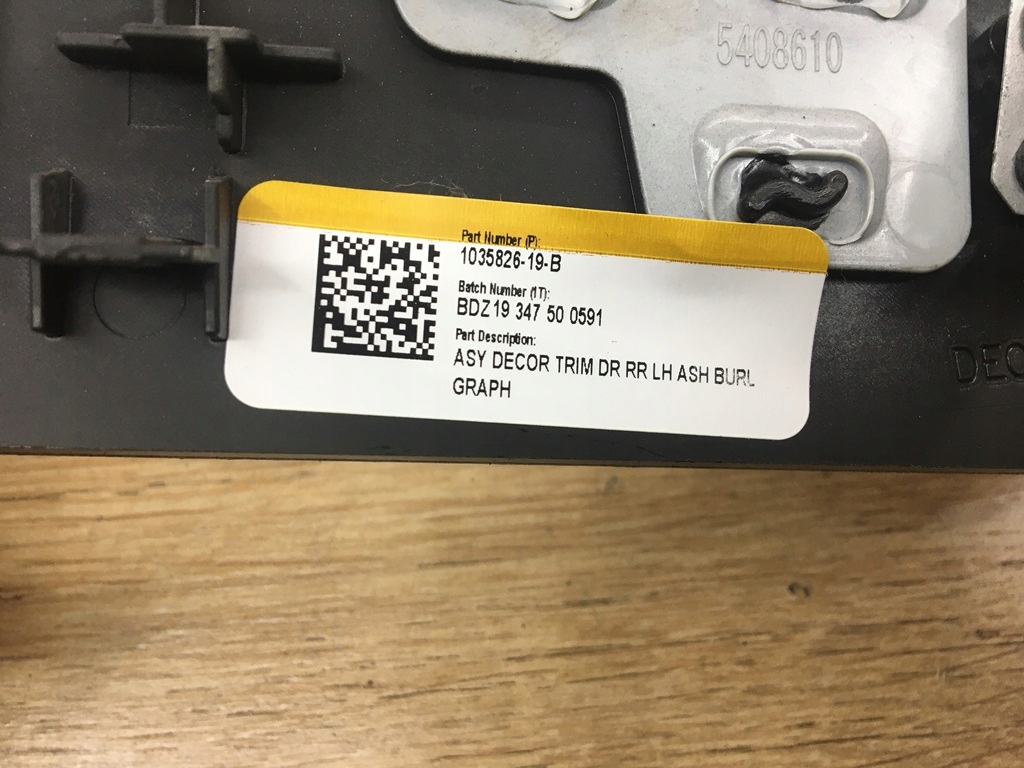 5408610
Part Number (P):
1035826-19-B
Batch Number (1T):
BDZ19 347 50 0591
Part Description:
ASY DECOR TRIM DR RR LH ASH BURL
GRAPH